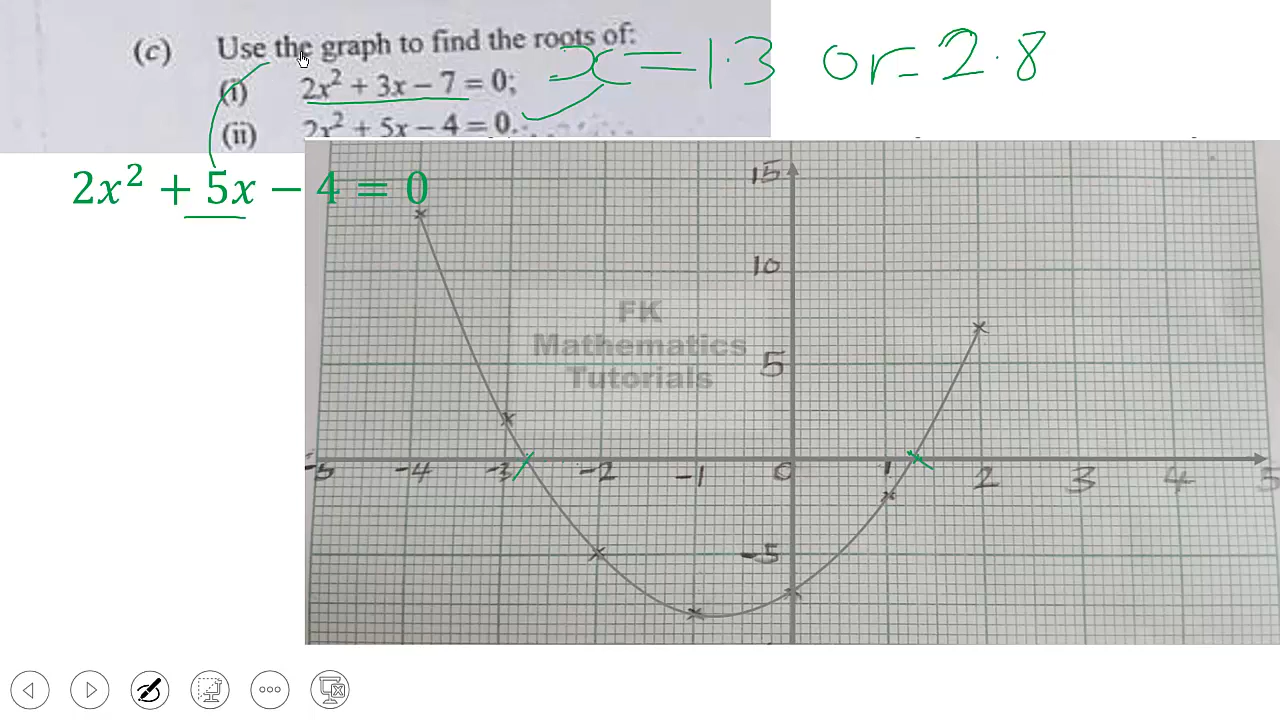 (c) Use the graph to find the roots of:
(i) 2x² + 3x − 7 = 0; x = 1.3 or −2.8
(ii) 2x² + 5x − 4 = 0.
2x² + 5x − 4 = 0
15
10
FK
Mathematics
Tutorials
5
-5 -4 -3 -2 -1 0 1 2 3 4 5
-5